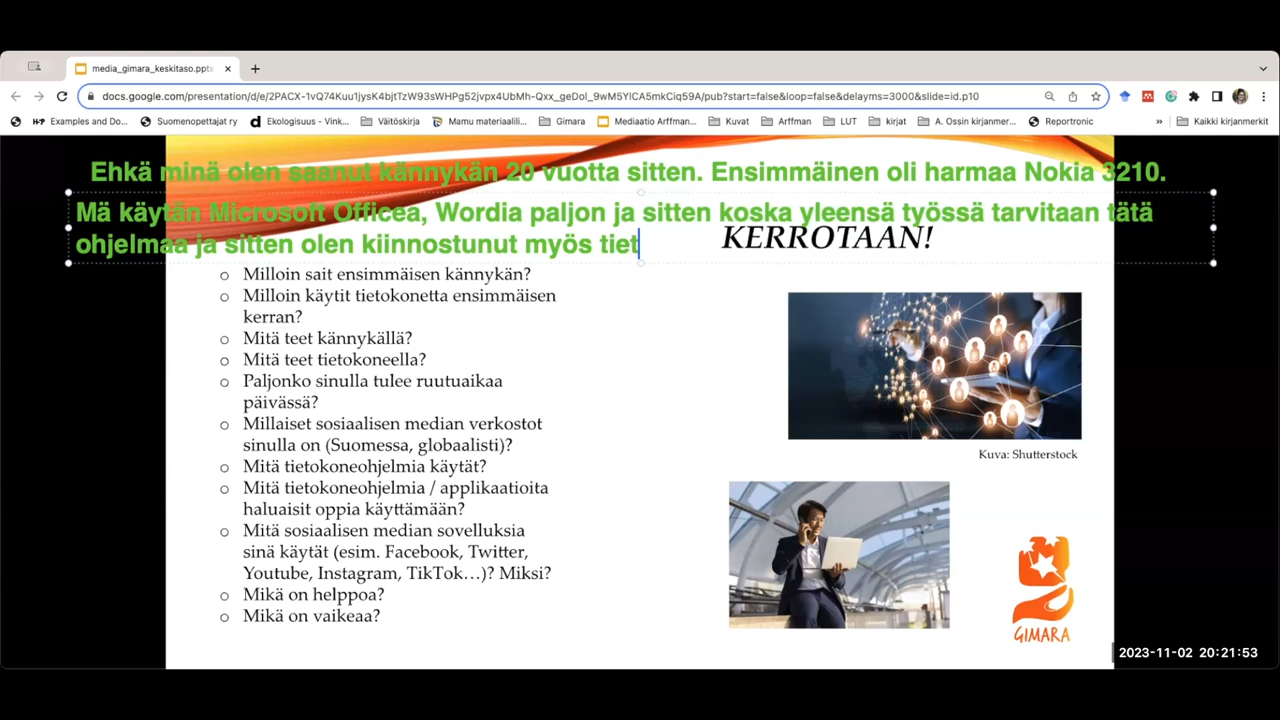 media_gimara_keskitaso.pptx
docs.google.com/presentation/d/e/2PACX-1vQ74Kuu1jysK4bjtTzW93sWHPg52jvpx4UbMh-Qxx_geDol_9wM5YlCA5mkCiq59A/pub?start=false&loop=false&delayms=3000&slide=id.p10
Examples and Do... Suomenopettajat ry Ekologisuus - Vink... Väitöskirja Mamu materiaalil... Gimara Mediaatio Arffman... Kuvat Arffman LUT kirjat A. Ossin kirjanmer... Reportronic » Kaikki kirjanmerkit
Ehkä minä olen saanut kännykän 20 vuotta sitten. Ensimmäinen oli harmaa Nokia 3210.
Mä käytän Microsoft Officea, Wordia paljon ja sitten koska yleensä työssä tarvitaan tätä
ohjelmaa ja sitten olen kiinnostunut myös tiet
KERROTAAN!
Milloin sait ensimmäisen kännykän?
Milloin käytit tietokonetta ensimmäisen
kerran?
Mitä teet kännykällä?
Mitä teet tietokoneella?
Paljonko sinulla tulee ruutuaikaa
päivässä?
Millaiset sosiaalisen median verkostot
sinulla on (Suomessa, globaalisti)?
Mitä tietokoneohjelmia käytät?
Mitä tietokoneohjelmia / applikaatioita
haluaisit oppia käyttämään?
Mitä sosiaalisen median sovelluksia
sinä käytät (esim. Facebook, Twitter,
Youtube, Instagram, TikTok…)? Miksi?
Mikä on helppoa?
Mikä on vaikeaa?
Kuva: Shutterstock
GIMARA
2023-11-02 20:21:53